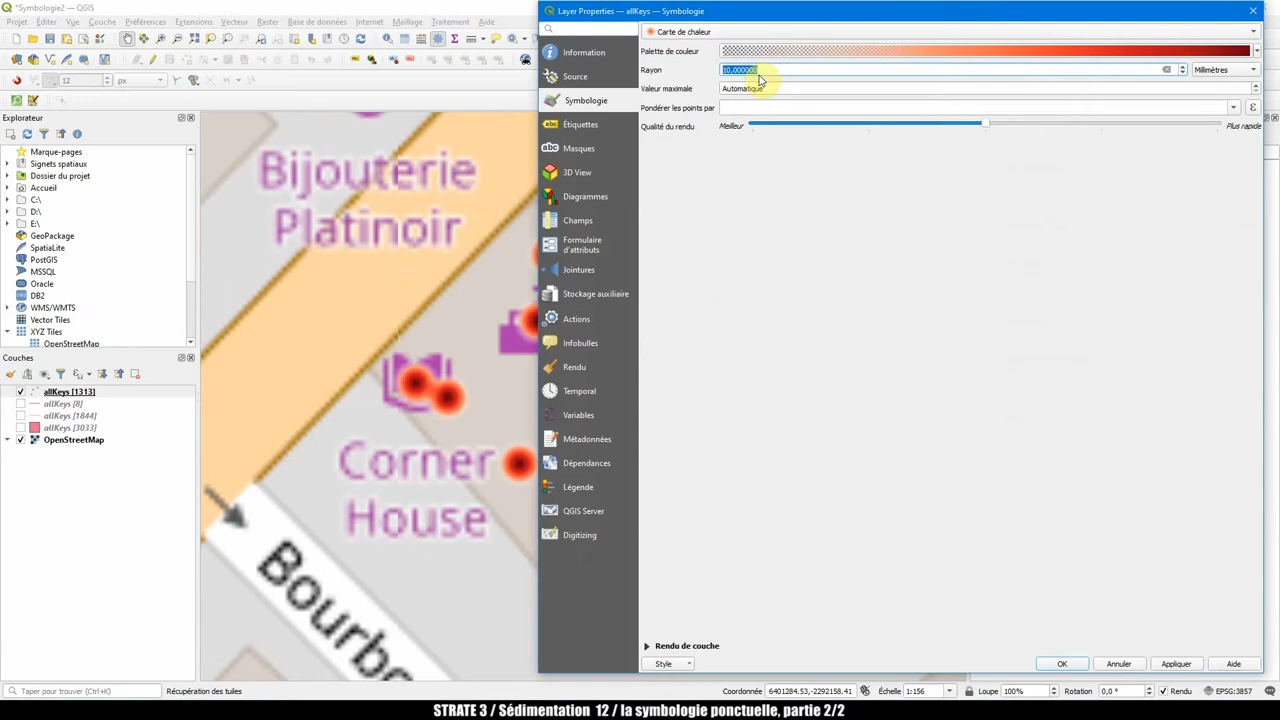 *Symbologie2 — QGIS
Projet Éditer Vue Couche Préférences Extensions Vecteur Raster Base de données Internet Maillage Traitement Aide
12 px
Explorateur
Marque-pages
Signets spatiaux
Dossier du projet
Accueil
C:\
D:\
E:\
GeoPackage
SpatiaLite
PostGIS
MSSQL
Oracle
DB2
WMS/WMTS
Vector Tiles
XYZ Tiles
OpenStreetMap
Couches
allKeys [1313]
allKeys [8]
allKeys [1844]
allKeys [3033]
OpenStreetMap
Bijouterie
Platinoir
Corner
House
Bourbo
Layer Properties — allKeys — Symbologie
Information
Source
Symbologie
Étiquettes
Masques
3D View
Diagrammes
Champs
Formulaire
d'attributs
Jointures
Stockage auxiliaire
Actions
Infobulles
Rendu
Temporal
Variables
Métadonnées
Dépendances
Légende
QGIS Server
Digitizing
Carte de chaleur
Palette de couleur
Rayon 10,000000 Millimètres
Valeur maximale Automatique
Pondérer les points par ε
Qualité du rendu Meilleur Plus rapide
Rendu de couche
Style OK Annuler Appliquer Aide
Taper pour trouver (Ctrl+K) Récupération des tuiles Coordonnée 6401284.53,-2292158.41 Échelle 1:156 Loupe 100% Rotation 0,0 ° Rendu EPSG:3857
STRATE 3 / Sédimentation 12 / la symbologie ponctuelle, partie 2/2